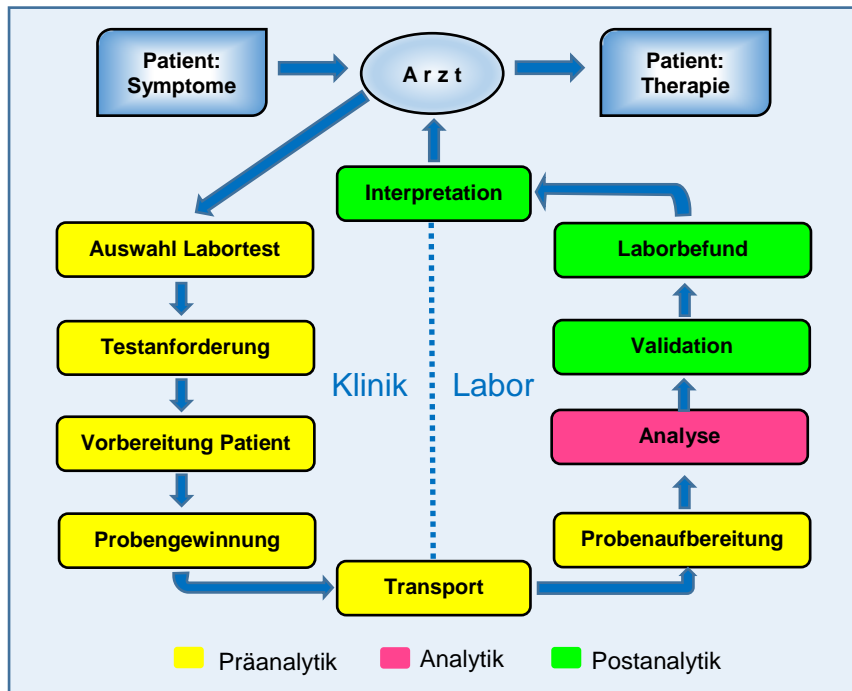 Patient:
Symptome
A r z t
Patient:
Therapie
Interpretation
Auswahl Labortest
Laborbefund
Testanforderung
Validation
Klinik
Labor
Vorbereitung Patient
Analyse
Probengewinnung
Probenaufbereitung
Transport
Präanalytik
Analytik
Postanalytik